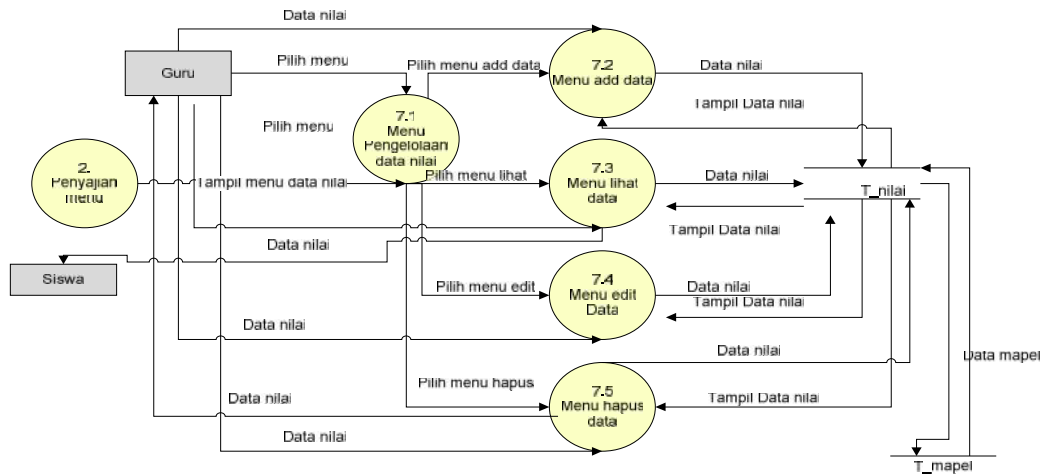 Data nilai
Guru
Pilih menu
Pilih menu add data
7.2
Menu add data
Data nilai
Tampil Data nilai
Pilih menu
7.1
Menu
Pengelolaan
data nilai
2.
Penyajian
menu
Tampil menu data nilai
Pilih menu lihat
7.3
Menu lihat
data
Data nilai
T_nilai
Tampil Data nilai
Data nilai
Siswa
Pilih menu edit
7.4
Menu edit
Data
Data nilai
Tampil Data nilai
Data nilai
Data nilai
Data mapel
Pilih menu hapus
7.5
Menu hapus
data
Data nilai
Tampil Data nilai
Data nilai
T_mapel